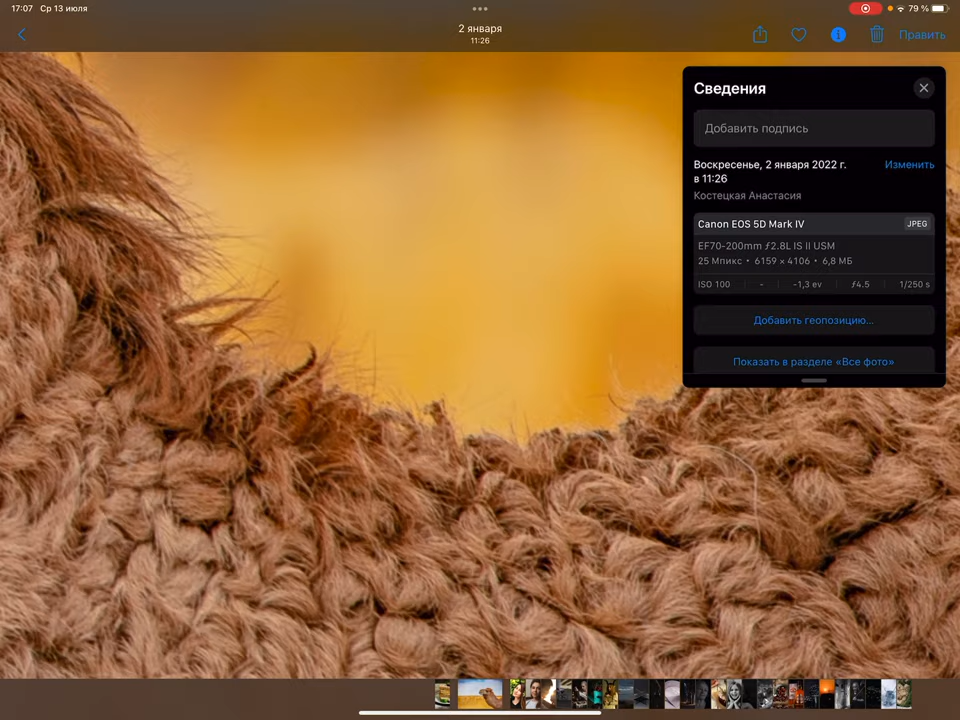 17:07 Ср 13 июля
79 %
2 января
11:26
Править
Сведения
Добавить подпись
Воскресенье, 2 января 2022 г. Изменить
в 11:26
Костецкая Анастасия
Canon EOS 5D Mark IV JPEG
EF70-200mm ƒ2.8L IS II USM
25 Мпикс • 6159 × 4106 • 6,8 МБ
ISO 100 - -1,3 ev ƒ4.5 1/250 s
Добавить геопозицию...
Показать в разделе «Все фото»